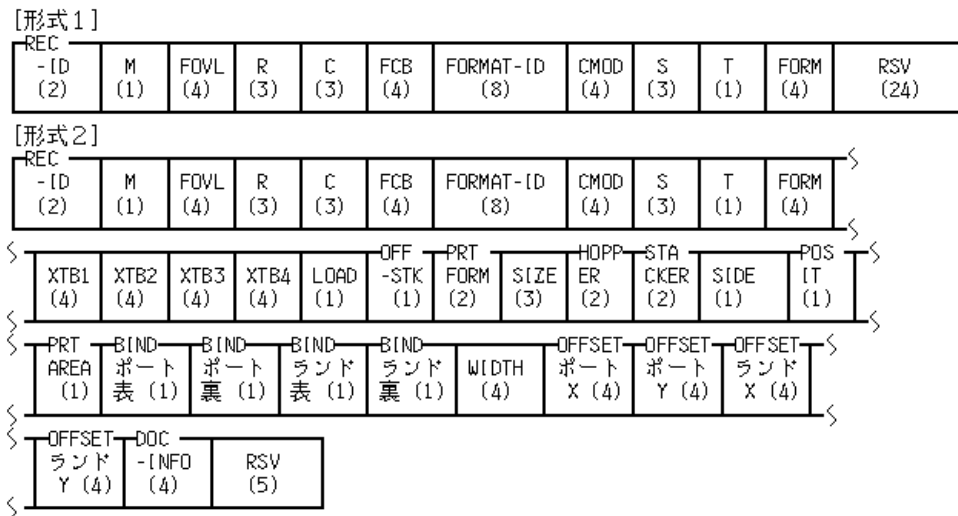 [形式1]
REC
-ID M FOVL R C FCB FORMAT-ID CMOD S T FORM RSV
(2) (1) (4) (3) (3) (4) (8) (4) (3) (1) (4) (24)
[形式2]
REC
-ID M FOVL R C FCB FORMAT-ID CMOD S T FORM
(2) (1) (4) (3) (3) (4) (8) (4) (3) (1) (4)
OFF PRT HOPP STA POS
XTB1 XTB2 XTB3 XTB4 LOAD -STK FORM SIZE ER CKER SIDE IT
(4) (4) (4) (4) (1) (1) (2) (3) (2) (2) (1) (1)
PRT BIND BIND BIND BIND OFFSET OFFSET OFFSET
AREA ポート ポート ランド ランド WIDTH ポート ポート ランド
(1) 表 (1) 裏 (1) 表 (1) 裏 (1) (4) X (4) Y (4) X (4)
OFFSET DOC
ランド -INFO RSV
Y (4) (4) (5)